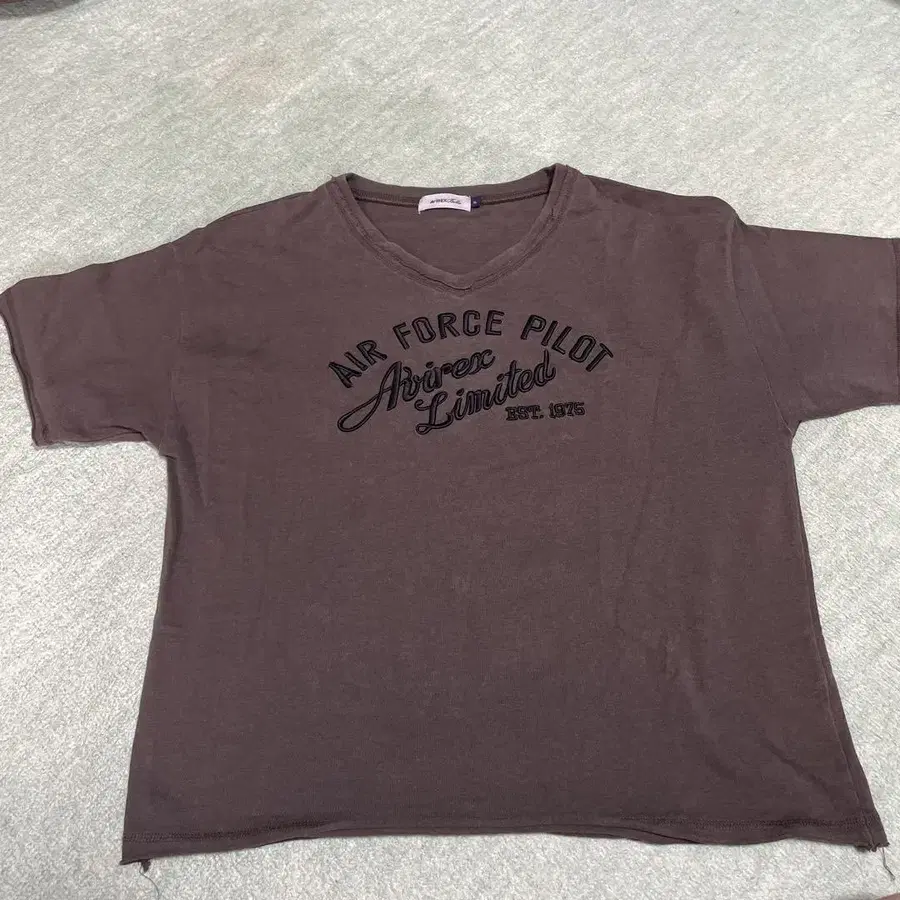 AIR FORCE PILOT
Avirex
Limited
EST. 1975